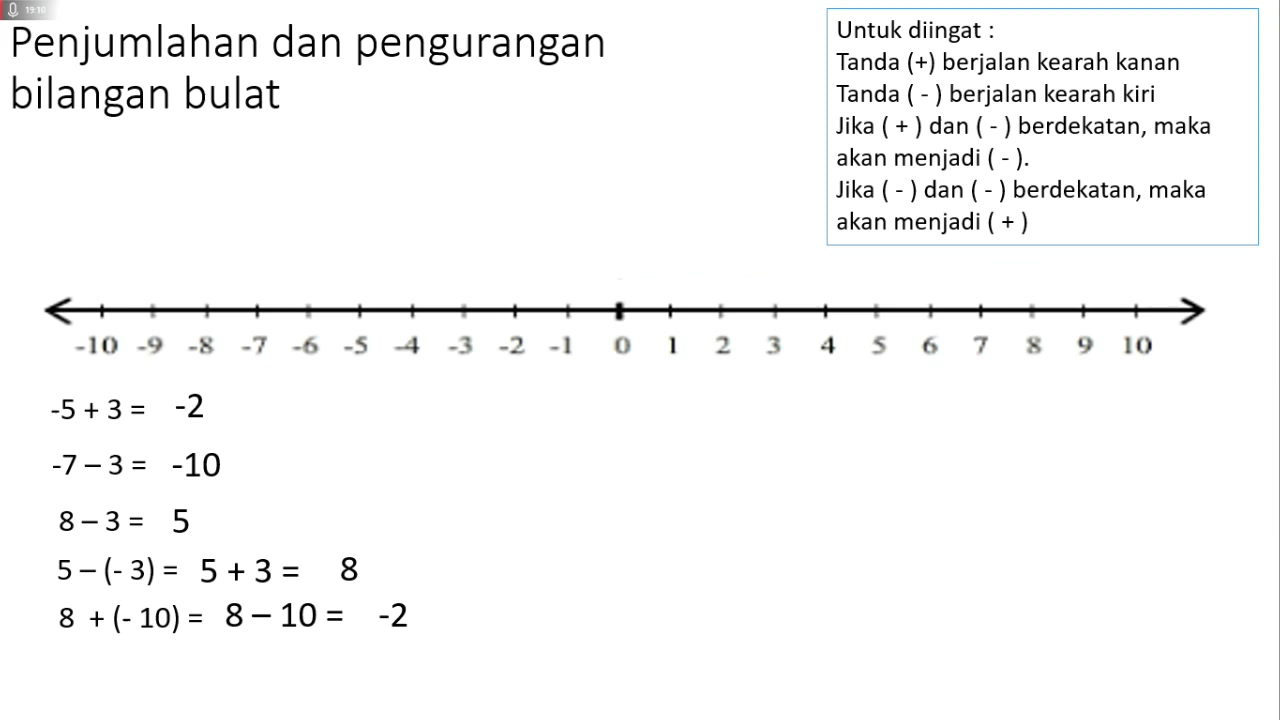 19:10
Penjumlahan dan pengurangan
bilangan bulat
Untuk diingat :
Tanda (+) berjalan kearah kanan
Tanda ( - ) berjalan kearah kiri
Jika ( + ) dan ( - ) berdekatan, maka
akan menjadi ( - ).
Jika ( - ) dan ( - ) berdekatan, maka
akan menjadi ( + )
-10 -9 -8 -7 -6 -5 -4 -3 -2 -1 0 1 2 3 4 5 6 7 8 9 10
-5 + 3 = -2
-7 – 3 = -10
8 – 3 = 5
5 – (- 3) = 5 + 3 = 8
8 + (- 10) = 8 – 10 = -2